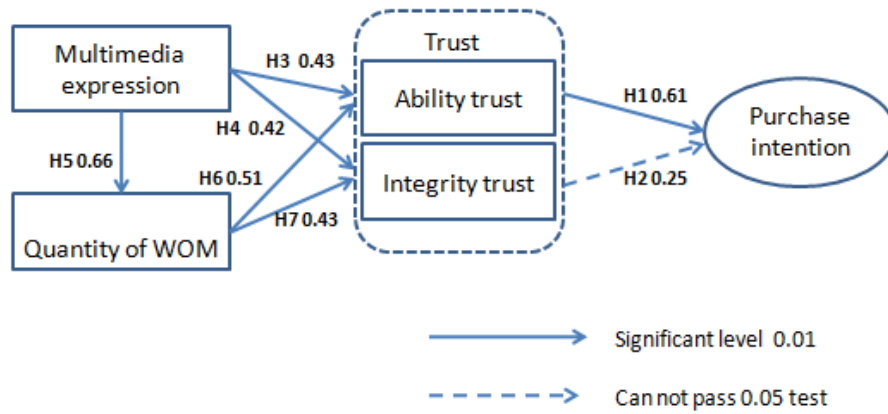 Trust
Multimedia
expression
H3 0.43
Ability trust
H1 0.61
Purchase
intention
H4 0.42
H5 0.66
H6 0.51
Integrity trust
H2 0.25
H7 0.43
Quantity of WOM
Significant level 0.01
Can not pass 0.05 test